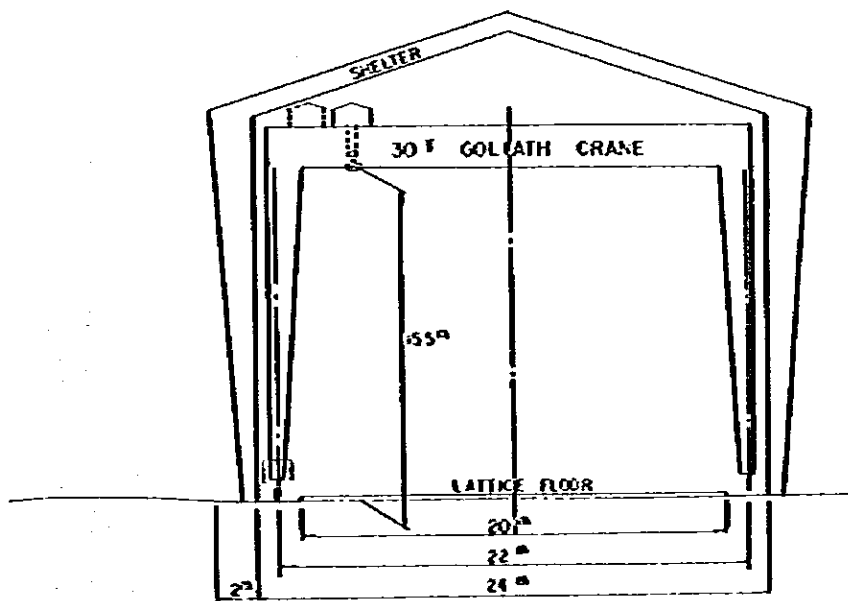 SHELTER
30 T GOLIATH CRANE
15.5 m
LATTICE FLOOR
20 m
22 m
2 m
24 m